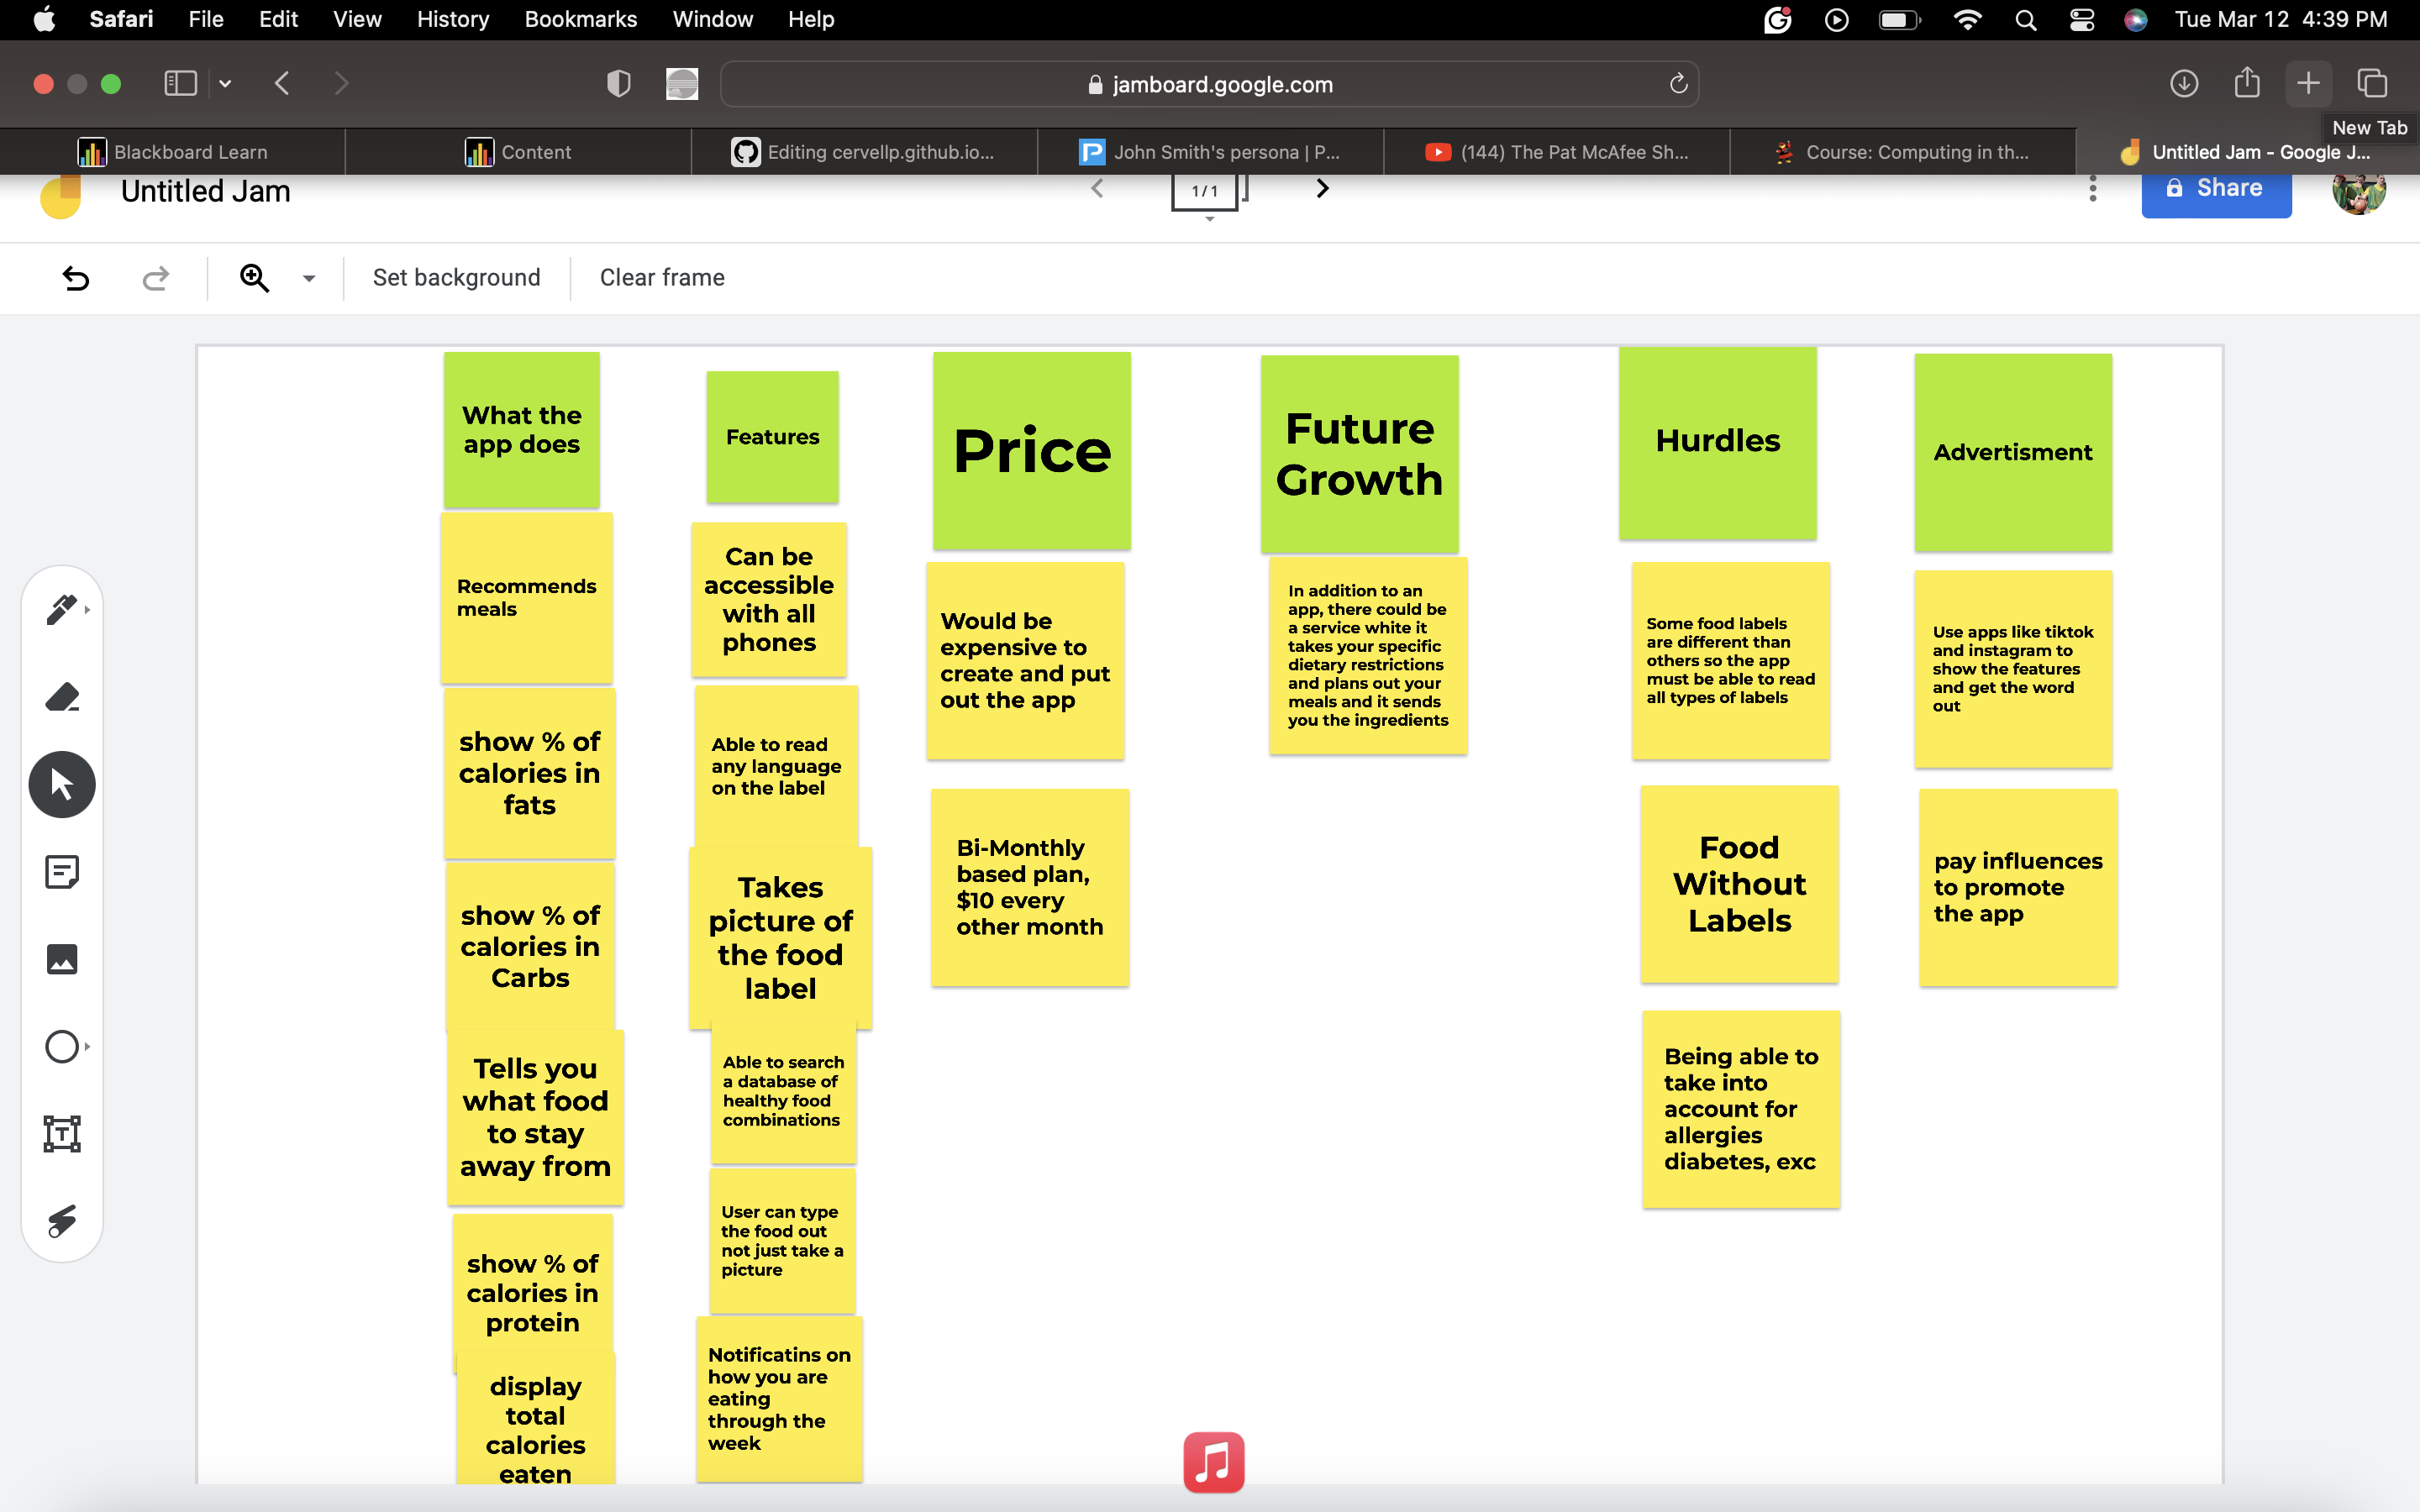 Safari File Edit View History Bookmarks Window Help
Tue Mar 12 4:39 PM
jamboard.google.com
New Tab
Blackboard Learn
Content
Editing cervellp.github.io...
John Smith's persona | P...
(144) The Pat McAfee Sh...
Course: Computing in th...
Untitled Jam - Google J...
Untitled Jam
1/1
Share
Set background
Clear frame
What the
app does
Recommends
meals
show % of
calories in
fats
show % of
calories in
Carbs
Tells you
what food
to stay
away from
show % of
calories in
protein
display
total
calories
eaten
Features
Can be
accessible
with all
phones
Able to read
any language
on the label
Takes
picture of
the food
label
Able to search
a database of
healthy food
combinations
User can type
the food out
not just take a
picture
Notificatins on
how you are
eating
through the
week
Price
Would be
expensive to
create and put
out the app
Bi-Monthly
based plan,
$10 every
other month
Future
Growth
In addition to an
app, there could be
a service white it
takes your specific
dietary restrictions
and plans out your
meals and it sends
you the ingredients
Hurdles
Some food labels
are different than
others so the app
must be able to read
all types of labels
Food
Without
Labels
Being able to
take into
account for
allergies
diabetes, exc
Advertisment
Use apps like tiktok
and instagram to
show the features
and get the word
out
pay influences
to promote
the app